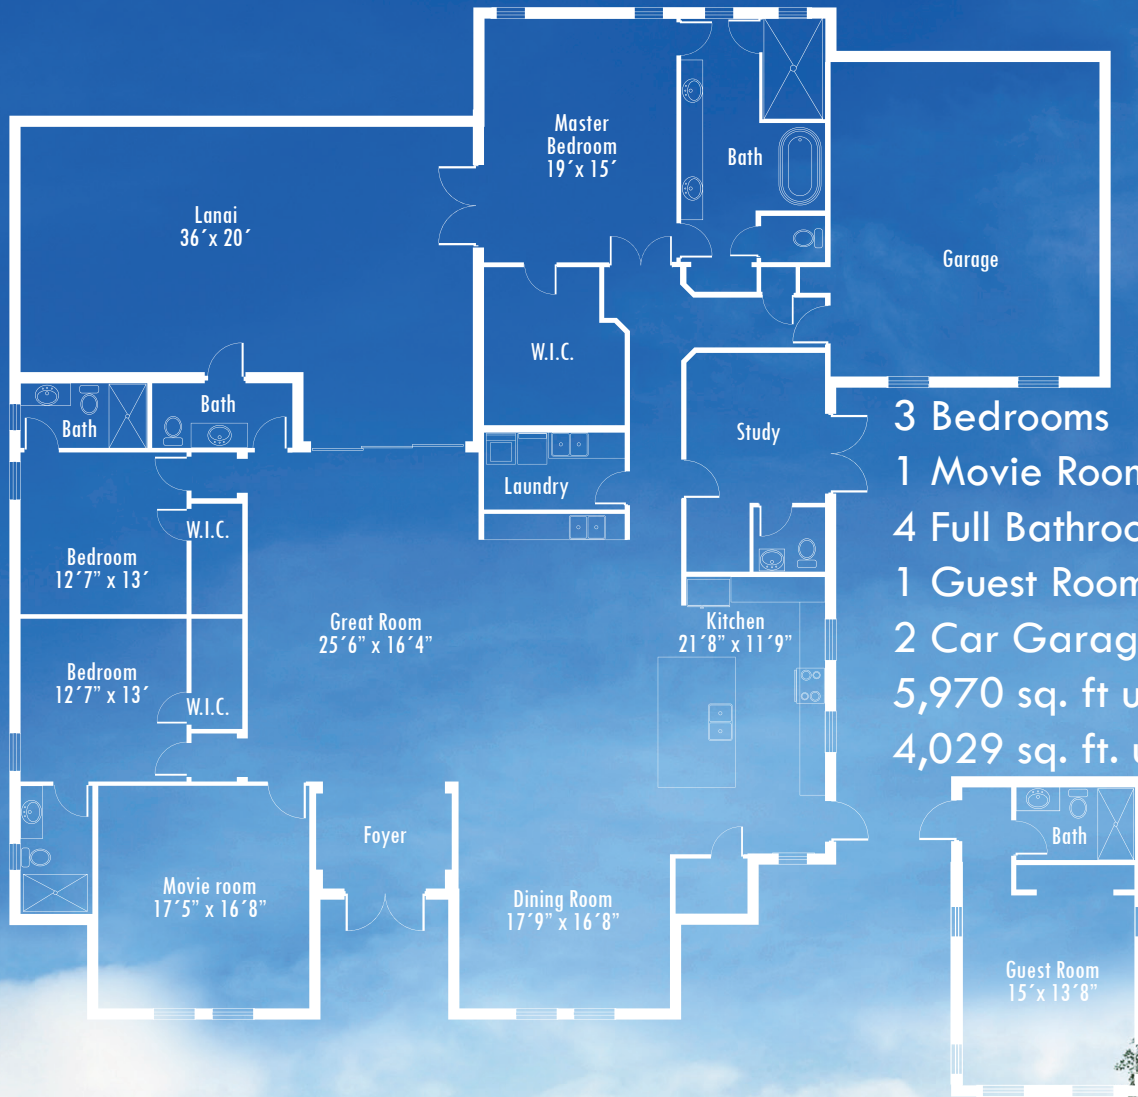 Master
Bedroom
19´x 15´
Bath
Lanai
36´x 20´
Garage
W.I.C.
Bath
Bath
Study
Laundry
W.I.C.
Bedroom
12´7” x 13´
Great Room
25´6” x 16´4”
Kitchen
21´8” x 11´9”
Bedroom
12´7” x 13´
W.I.C.
Foyer
Movie room
17´5” x 16´8”
Dining Room
17´9” x 16´8”
3 Bedrooms
1 Movie Room
4 Full
1 Guest Room
2 Car
5,970 sq. ft
4,029 sq. ft.
Bath
Guest Room
15´x 13´8”